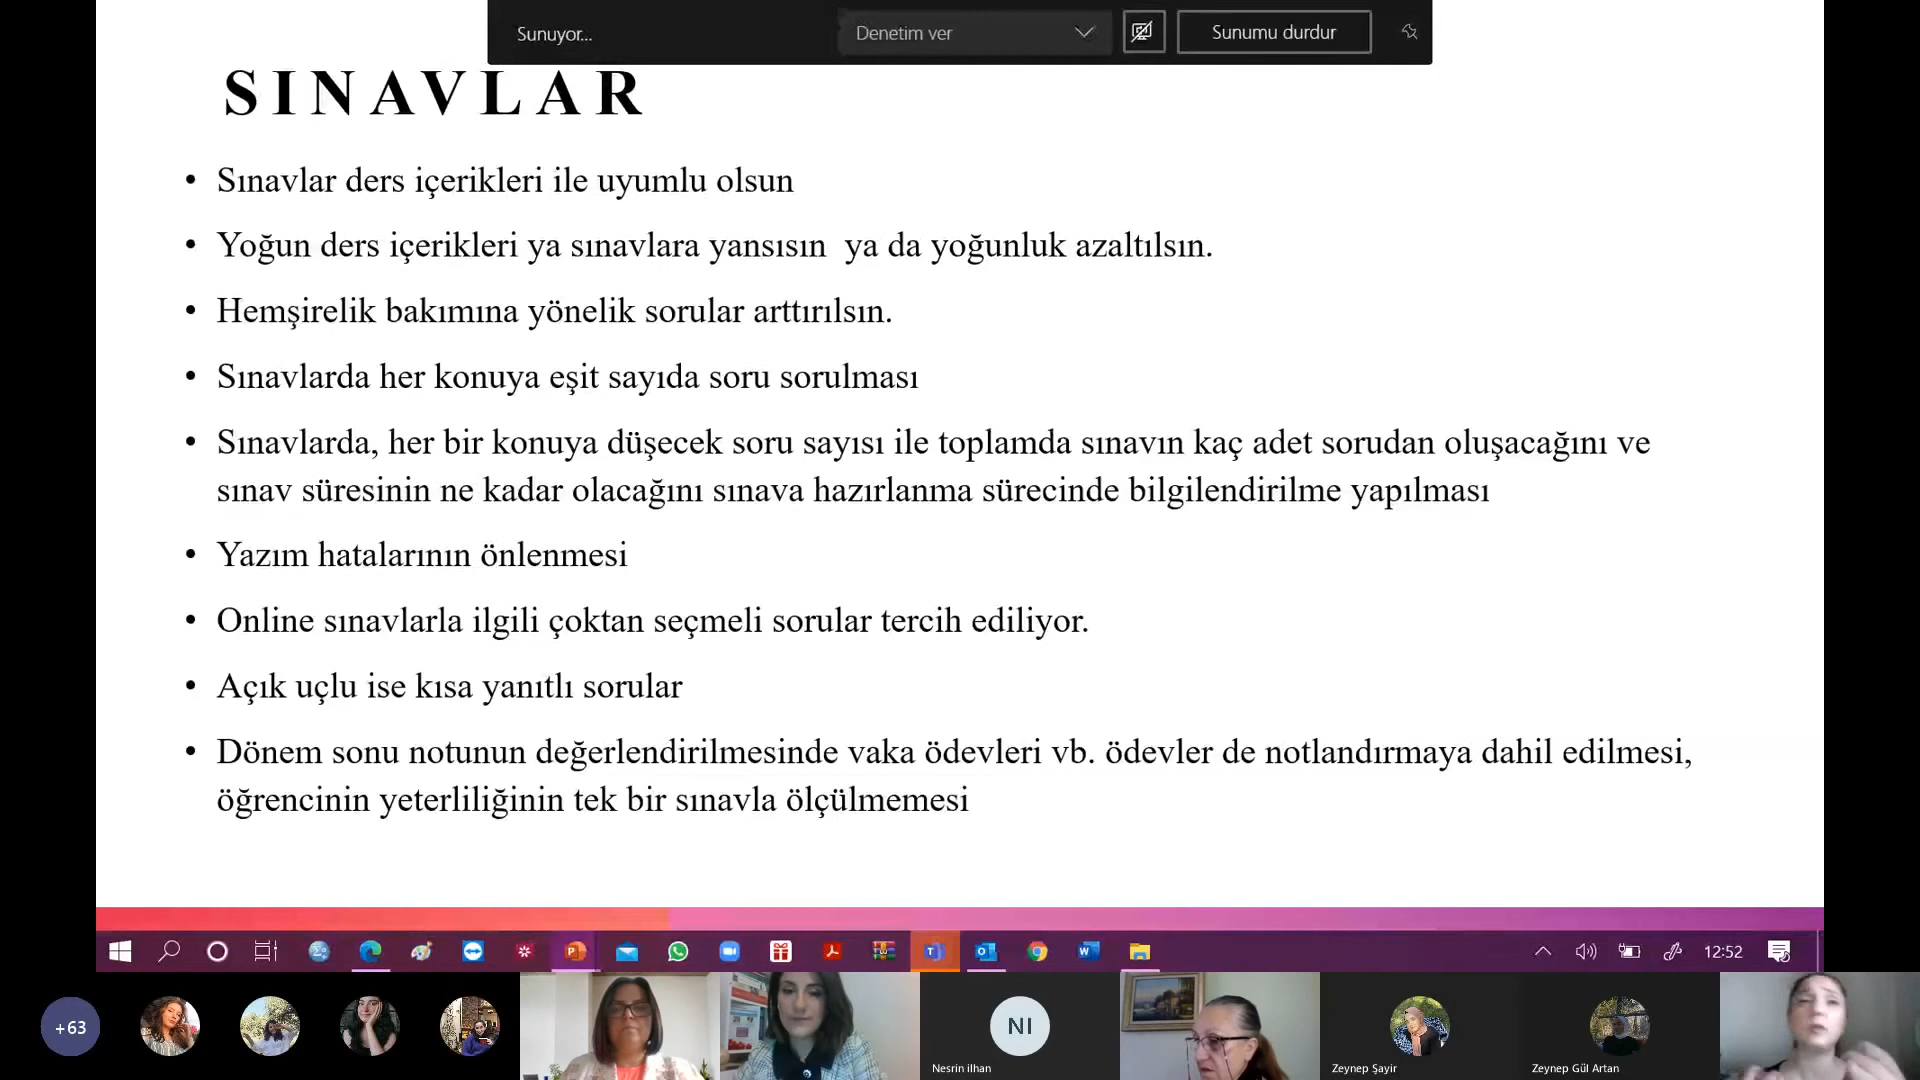 Sunuyor...
Denetim ver
Sunumu durdur
SINAVLAR
• Sınavlar ders içerikleri ile uyumlu olsun
• Yoğun ders içerikleri ya sınavlara yansısın  ya da yoğunluk azaltılsın.
• Hemşirelik bakımına yönelik sorular arttırılsın.
• Sınavlarda her konuya eşit sayıda soru sorulması
• Sınavlarda, her bir konuya düşecek soru sayısı ile toplamda sınavın kaç adet sorudan oluşacağını ve
sınav süresinin ne kadar olacağını sınava hazırlanma sürecinde bilgilendirilme yapılması
• Yazım hatalarının önlenmesi
• Online sınavlarla ilgili çoktan seçmeli sorular tercih ediliyor.
• Açık uçlu ise kısa yanıtlı sorular
• Dönem sonu notunun değerlendirilmesinde vaka ödevleri vb. ödevler de notlandırmaya dahil edilmesi,
öğrencinin yeterliliğinin tek bir sınavla ölçülmemesi
12:52
+63
NI
Nesrin ilhan
Zeynep Şayir
Zeynep Gül Artan